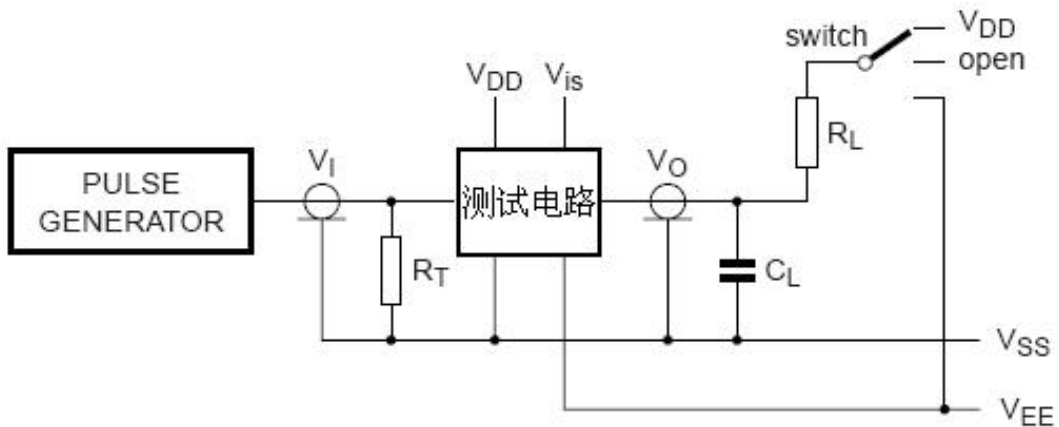 switch
VDD
open
VDD
Vis
RL
PULSE
GENERATOR
VI
测试电路
VO
RT
CL
VSS
VEE